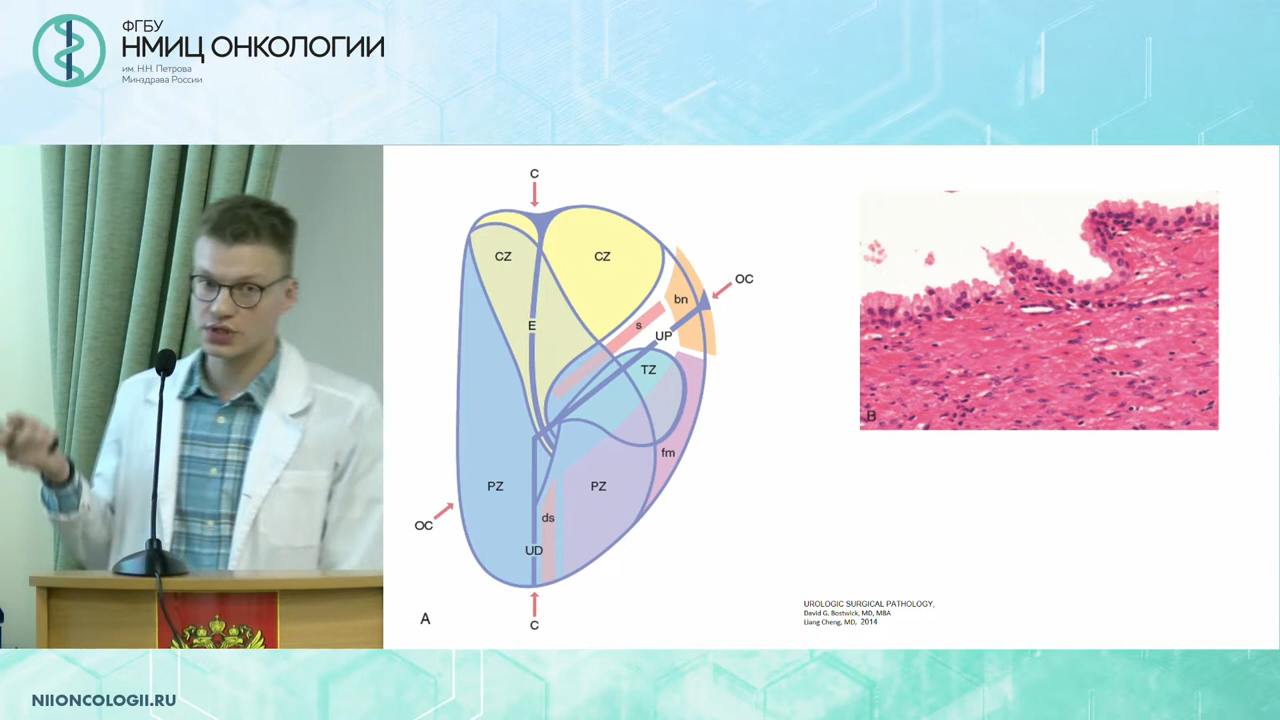 ФГБУ
НМИЦ ОНКОЛОГИИ
им. Н.Н. Петрова
Минздрава России
C
CZ
CZ
OC
bn
E
s
UP
TZ
fm
PZ
PZ
OC
ds
UD
A
C
B
UROLOGIC SURGICAL PATHOLOGY,
David G. Bostwick, MD, MBA
Liang Cheng, MD, 2014
NIIONCOLOGII.RU